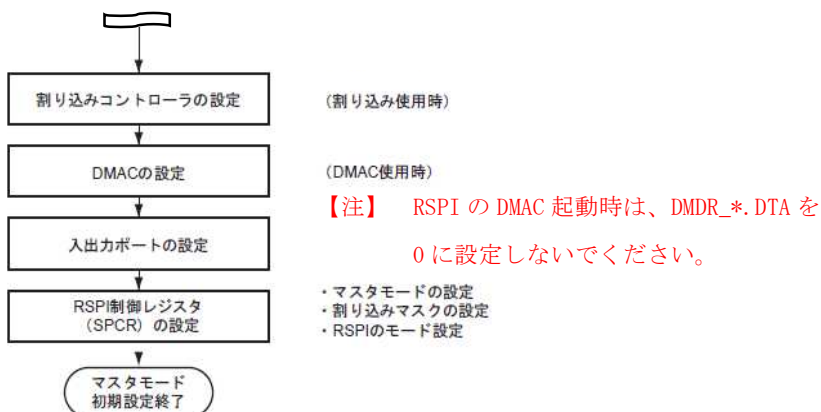 割り込みコントローラの設定
(割り込み使用時)
DMACの設定
(DMAC使用時)
【注】 RSPI の DMAC 起動時は、DMDR_*.DTA を
0 に設定しないでください。
入出力ポートの設定
RSPI制御レジスタ
(SPCR) の設定
・マスタモードの設定
・割り込みマスクの設定
・RSPIのモード設定
マスタモード
初期設定終了